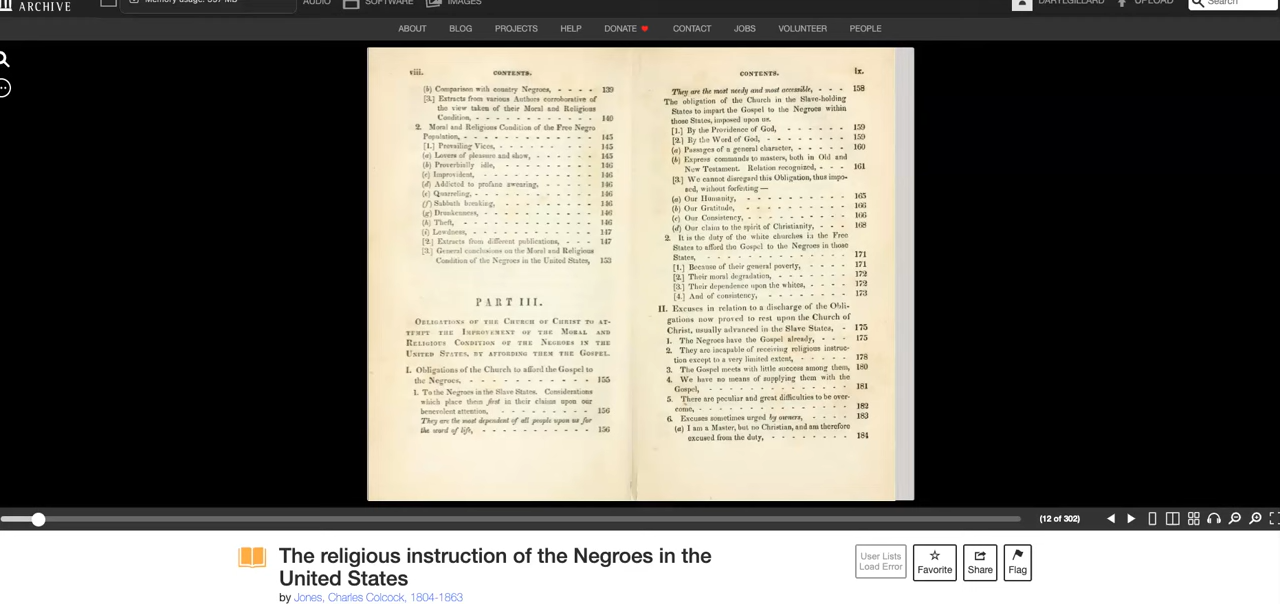 ARCHIVE
Memory usage: 557 MB
AUDIO
SOFTWARE
IMAGES
DARYLGILLARD
UPLOAD
Search
ABOUT BLOG PROJECTS HELP DONATE CONTACT JOBS VOLUNTEER PEOPLE
viii. CONTENTS.
(b) Comparison with country Negroes, - - - - 139
[3.] Extracts from various Authors corroborative of
the view taken of their Moral and Religious
Condition, - - - - - - - - - - - - 140
2. Moral and Religious Condition of the Free Negro
Population, - - - - - - - - - - - - 145
[1.] Prevailing Vices, - - - - - - - - - 145
(a) Lovers of pleasure and show, - - - - - - 145
(b) Proverbially idle, - - - - - - - - - 146
(c) Improvident, - - - - - - - - - - 146
(d) Addicted to profane swearing, - - - - - 146
(e) Quareling, - - - - - - - - - - - 146
(f) Sabbath breaking, - - - - - - - - - 146
(g) Drunkenness, - - - - - - - - - - 146
(h) Theft, - - - - - - - - - - - - 146
(i) Lewdness, - - - - - - - - - - - 147
[2.] Extracts from different publications, - - - 147
[3.] General conclusions on the Moral and Religious
Condition of the Negroes in the United States, 153
PART III.
OBLIGATIONS OF THE CHURCH OF CHRIST TO AT-
TEMPT THE IMPROVEMENT OF THE MORAL AND
RELIGIOUS CONDITION OF THE NEGROES IN THE
UNITED STATES, BY AFFORDING THEM THE GOSPEL.
I. Obligations of the Church to afford the Gospel to
the Negroes, - - - - - - - - - - - 155
1. To the Negroes in the Slave States. Considerations
which place them first in their claims upon our
benevolent attention, - - - - - - - - - 156
They are the most dependent of all people upon us for
the word of life, - - - - - - - - - - 156
CONTENTS. ix.
They are the most needy and most accessible, - - - 158
The obligation of the Church in the Slave-holding
States to impart the Gospel to the Negroes within
those States, imposed upon us.
[1.] By the Providence of God, - - - - - - 159
[2.] By the Word of God, - - - - - - - - 159
(a) Passages of a general character, - - - - - 160
(b) Express commands to masters, both in Old and
New Testament. Relation recognized, - - - 161
[3.] We cannot disregard this Obligation, thus impo-
sed, without forfeiting —
(a) Our Humanity, - - - - - - - - - - 165
(b) Our Gratitude, - - - - - - - - - - 166
(c) Our Consistency, - - - - - - - - - 166
(d) Our claim to the spirit of Christianity, - - - 168
2. It is the duty of the white churches in the Free
States to afford the Gospel to the Negroes in those
States, - - - - - - - - - - - - - 171
[1.] Because of their general poverty, - - - - 171
[2.] Their moral degradation, - - - - - - - 172
[3.] Their dependence upon the whites, - - - - 172
[4.] And of consistency, - - - - - - - - 173
II. Excuses in relation to a discharge of the Obli-
gations now proved to rest upon the Church of
Christ, usually advanced in the Slave States, - 175
1. The Negroes have the Gospel already, - - - 175
2. They are incapable of receiving religious instruc-
tion except to a very limited extent, - - - - - 178
3. The Gospel meets with little success among them, 180
4. We have no means of supplying them with the
Gospel, - - - - - - - - - - - - - 181
5. There are peculiar and great difficulties to be over-
come, - - - - - - - - - - - - - - 182
6. Excuses sometimes urged by owners, - - - - 183
(a) I am a Master, but no Christian, and am therefore
excused from the duty, - - - - - - - - 184
(12 of 302)
The religious instruction of the Negroes in the
United States
by Jones, Charles Colcock, 1804-1863
User Lists
Load Error
Favorite
Share
Flag